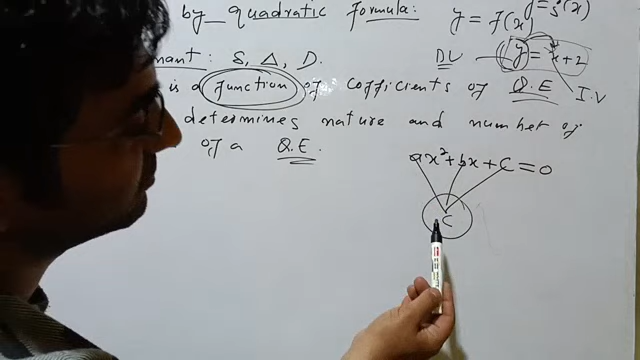 by quadratic formula:
y = f(x)
nant: S, Δ, D.
DV
y = x+2
is a function of cofficients of Q.E
I.V
determines nature and number of
of a Q.E.
ax²+bx+c=0
C